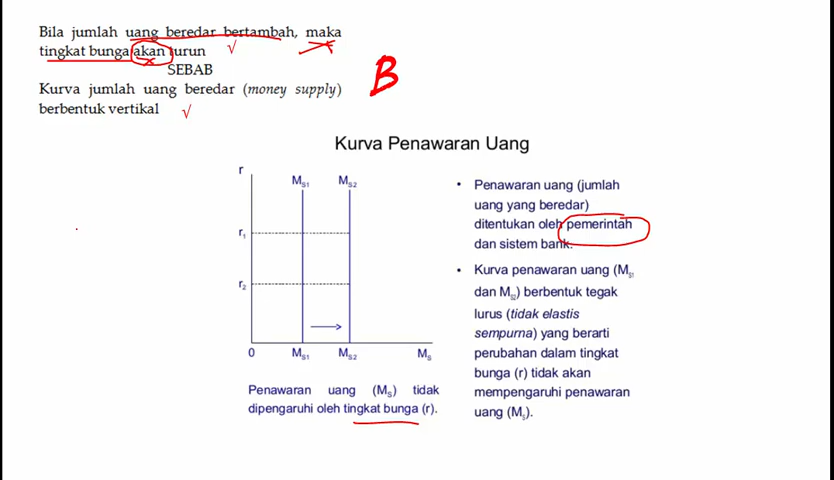 Bila jumlah uang beredar bertambah, maka
tingkat bunga akan turun
SEBAB
Kurva jumlah uang beredar (money supply)
berbentuk vertikal
B
Kurva Penawaran Uang
r
MS1 MS2
r1
r2
0 MS1 MS2 Ms
Penawaran uang (MS) tidak
dipengaruhi oleh tingkat bunga (r).
• Penawaran uang (jumlah
uang yang beredar)
ditentukan oleh pemerintah
dan sistem bank.
• Kurva penawaran uang (MS1
dan MS2) berbentuk tegak
lurus (tidak elastis
sempurna) yang berarti
perubahan dalam tingkat
bunga (r) tidak akan
mempengaruhi penawaran
uang (Ms).